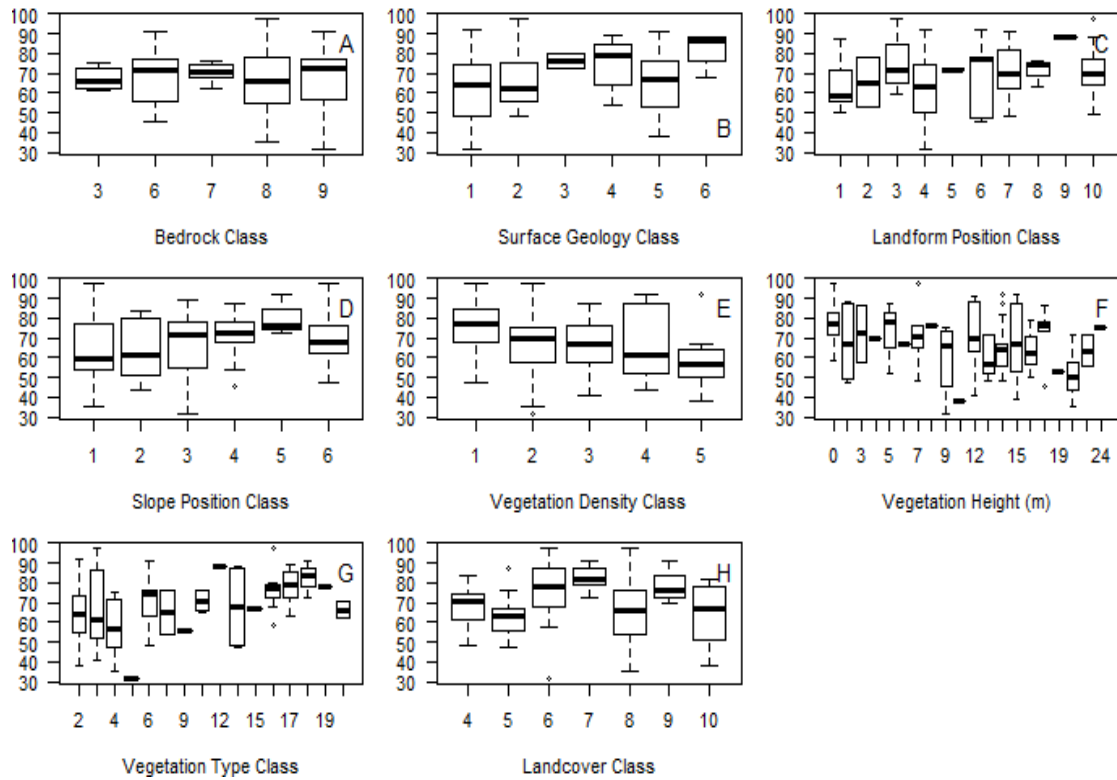 100 90 80 70 60 50 40 30
A
3 6 7 8 9
Bedrock Class
100 90 80 70 60 50 40 30
B
1 2 3 4 5 6
Surface Geology Class
100 90 80 70 60 50 40 30
C
1 2 3 4 5 6 7 8 9 10
Landform Position Class
100 90 80 70 60 50 40 30
D
1 2 3 4 5 6
Slope Position Class
100 90 80 70 60 50 40 30
E
1 2 3 4 5
Vegetation Density Class
100 90 80 70 60 50 40 30
F
0 3 5 7 9 12 15 19 24
Vegetation Height (m)
100 90 80 70 60 50 40 30
G
2 4 6 9 12 15 17 19
Vegetation Type Class
100 90 80 70 60 50 40 30
H
4 5 6 7 8 9 10
Landcover Class